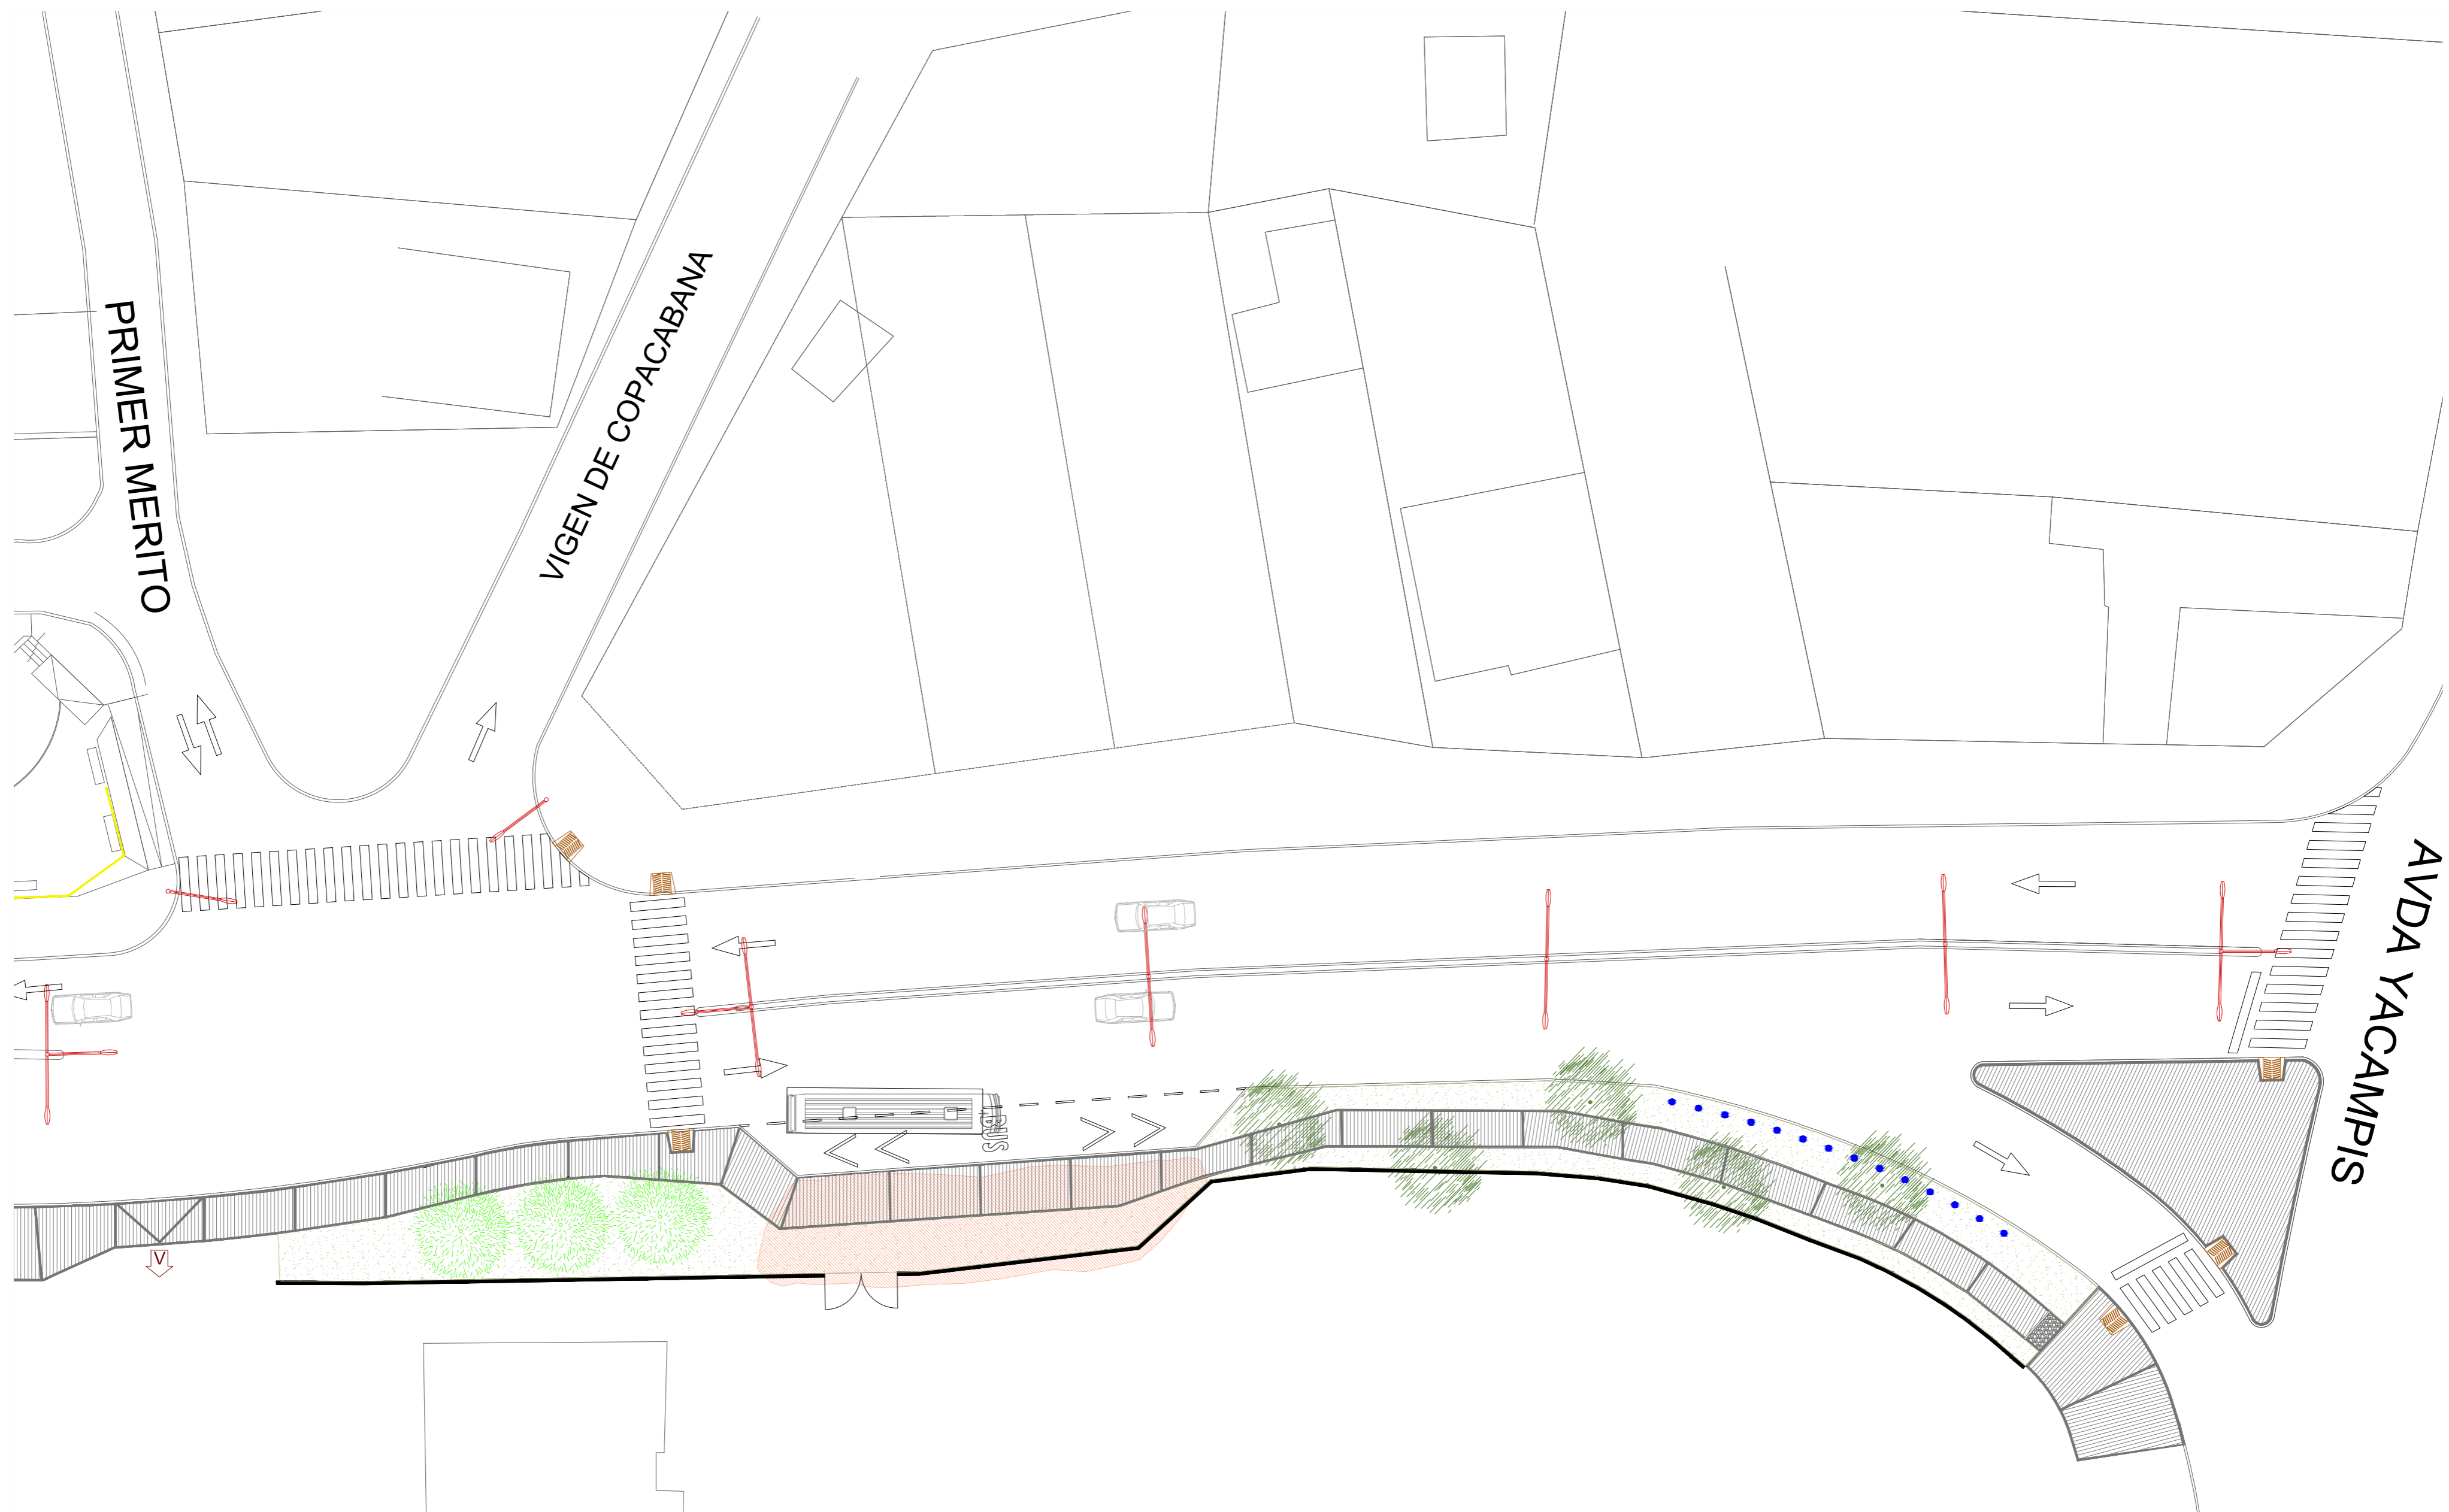 PRIMER MERITO
VIGEN DE COPACABANA
AVDA YACAMPIS
BUS
V